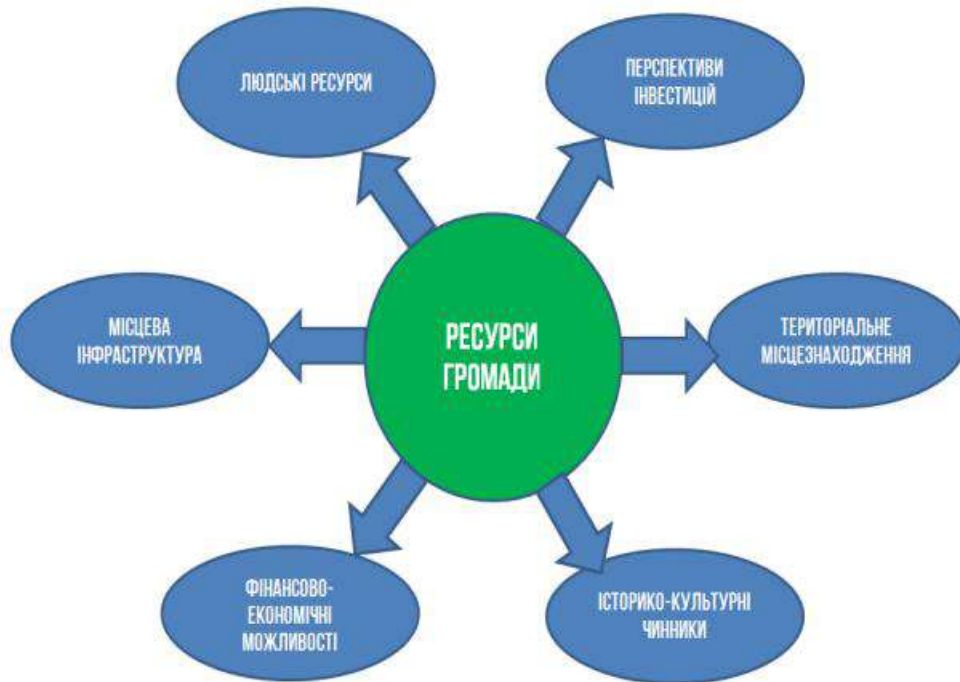 ЛЮДСЬКІ РЕСУРСИ
ПЕРСПЕКТИВИ
ІНВЕСТИЦІЙ
МІСЦЕВА
ІНФРАСТРУКТУРА
РЕСУРСИ
ГРОМАДИ
ТЕРИТОРІАЛЬНЕ
МІСЦЕЗНАХОДЖЕННЯ
ФІНАНСОВО-
ЕКОНОМІЧНІ
МОЖЛИВОСТІ
ІСТОРИКО-КУЛЬТУРНІ
ЧИННИКИ